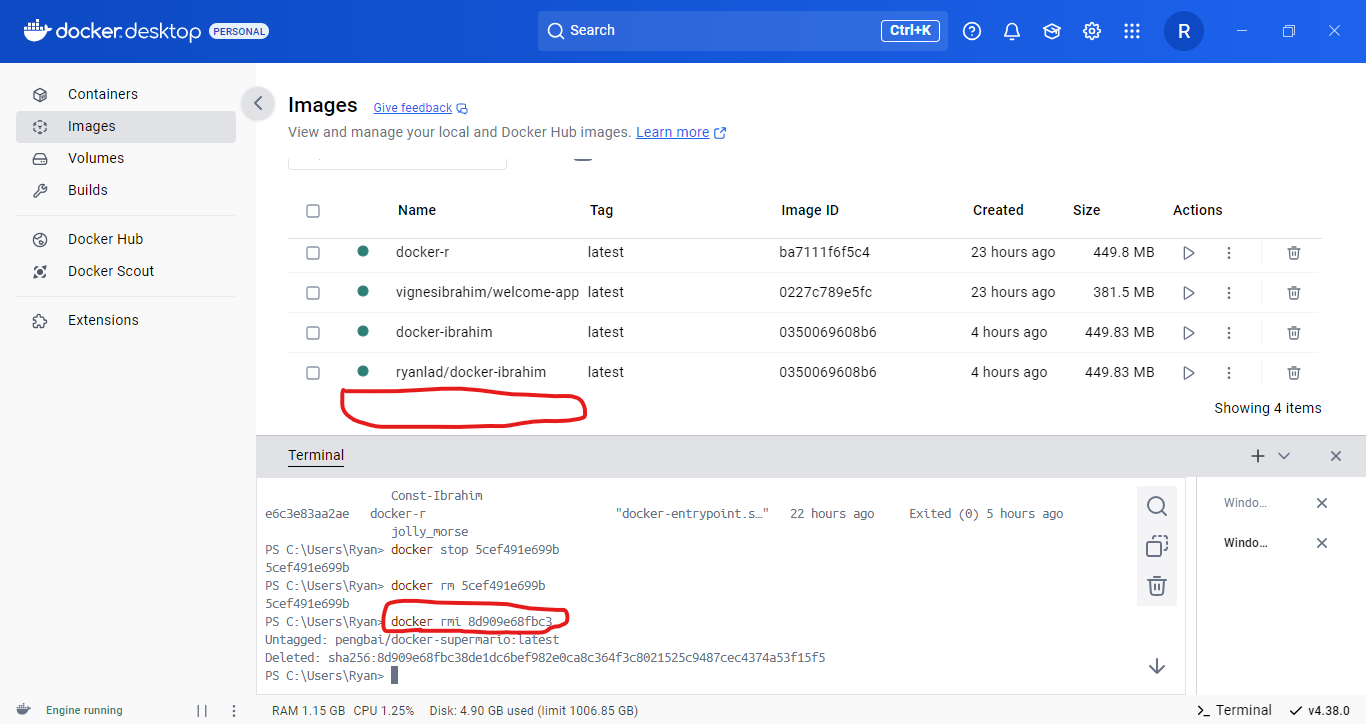 docker.desktop PERSONAL
Search Ctrl+K
R
Containers
Images
Volumes
Builds
Docker Hub
Docker Scout
Extensions
Images Give feedback
View and manage your local and Docker Hub images. Learn more
Name Tag Image ID Created Size Actions
docker-r latest ba7111f6f5c4 23 hours ago 449.8 MB
vignesibrahim/welcome-app latest 0227c789e5fc 23 hours ago 381.5 MB
docker-ibrahim latest 0350069608b6 4 hours ago 449.83 MB
ryanlad/docker-ibrahim latest 0350069608b6 4 hours ago 449.83 MB
Showing 4 items
Terminal
Const-Ibrahim
e6c3e83aa2ae docker-r "docker-entrypoint.s…" 22 hours ago Exited (0) 5 hours ago
jolly_morse
PS C:\Users\Ryan> docker stop 5cef491e699b
5cef491e699b
PS C:\Users\Ryan> docker rm 5cef491e699b
5cef491e699b
PS C:\Users\Ryan> docker rmi 8d909e68fbc3
Untagged: pengbai/docker-supermario:latest
Deleted: sha256:8d909e68fbc38de1dc6bef982e0ca8c364f3c8021525c9487cec4374a53f15f5
PS C:\Users\Ryan>
Windo...
Windo...
Engine running
RAM 1.15 GB CPU 1.25% Disk: 4.90 GB used (limit 1006.85 GB)
Terminal v4.38.0